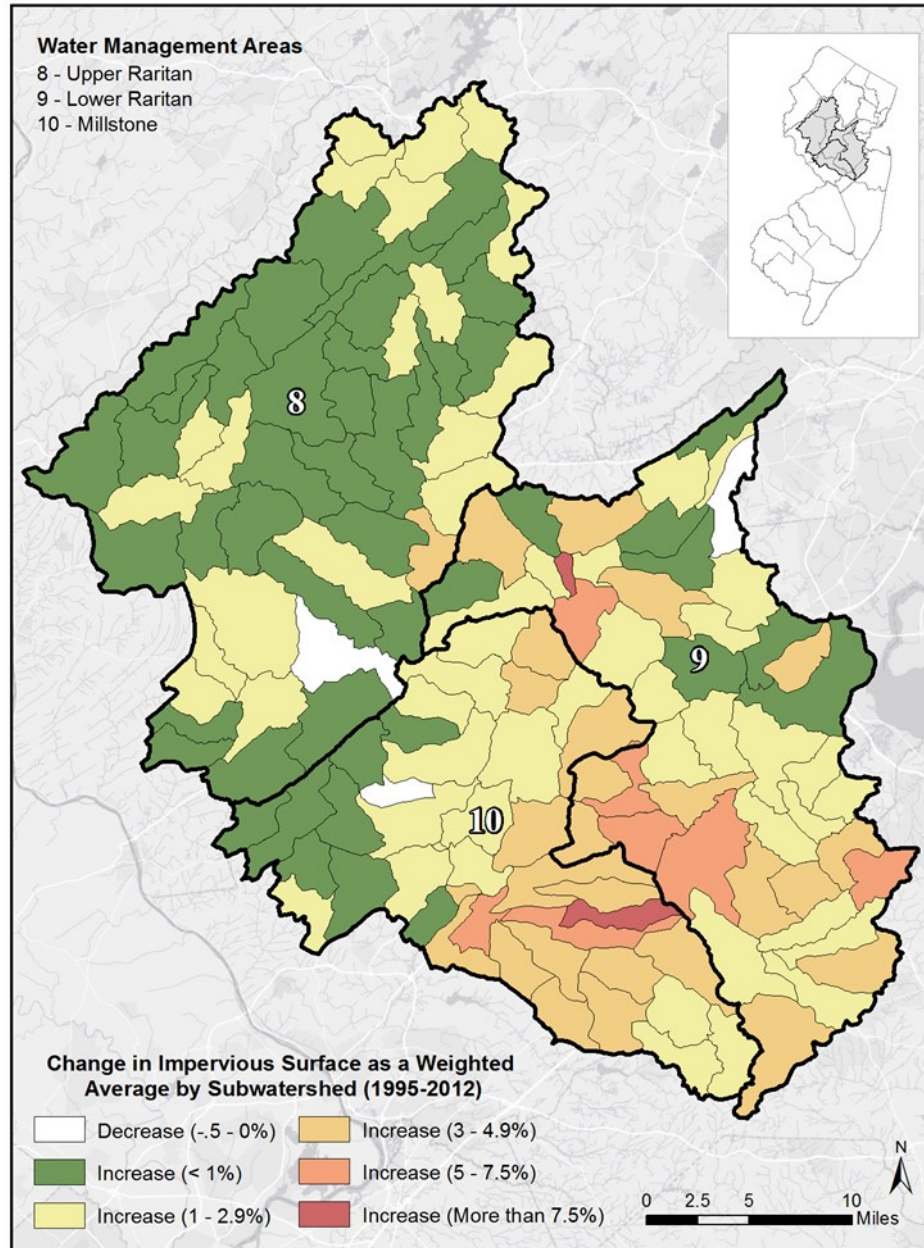 Water Management Areas
8 - Upper Raritan
9 - Lower Raritan
10 - Millstone
8
9
10
Change in Impervious Surface as a Weighted
Average by Subwatershed (1995-2012)
Decrease (-.5 - 0%)
Increase (< 1%)
Increase (1 - 2.9%)
Increase (3 - 4.9%)
Increase (5 - 7.5%)
Increase (More than 7.5%)
N
0 2.5 5 10
Miles